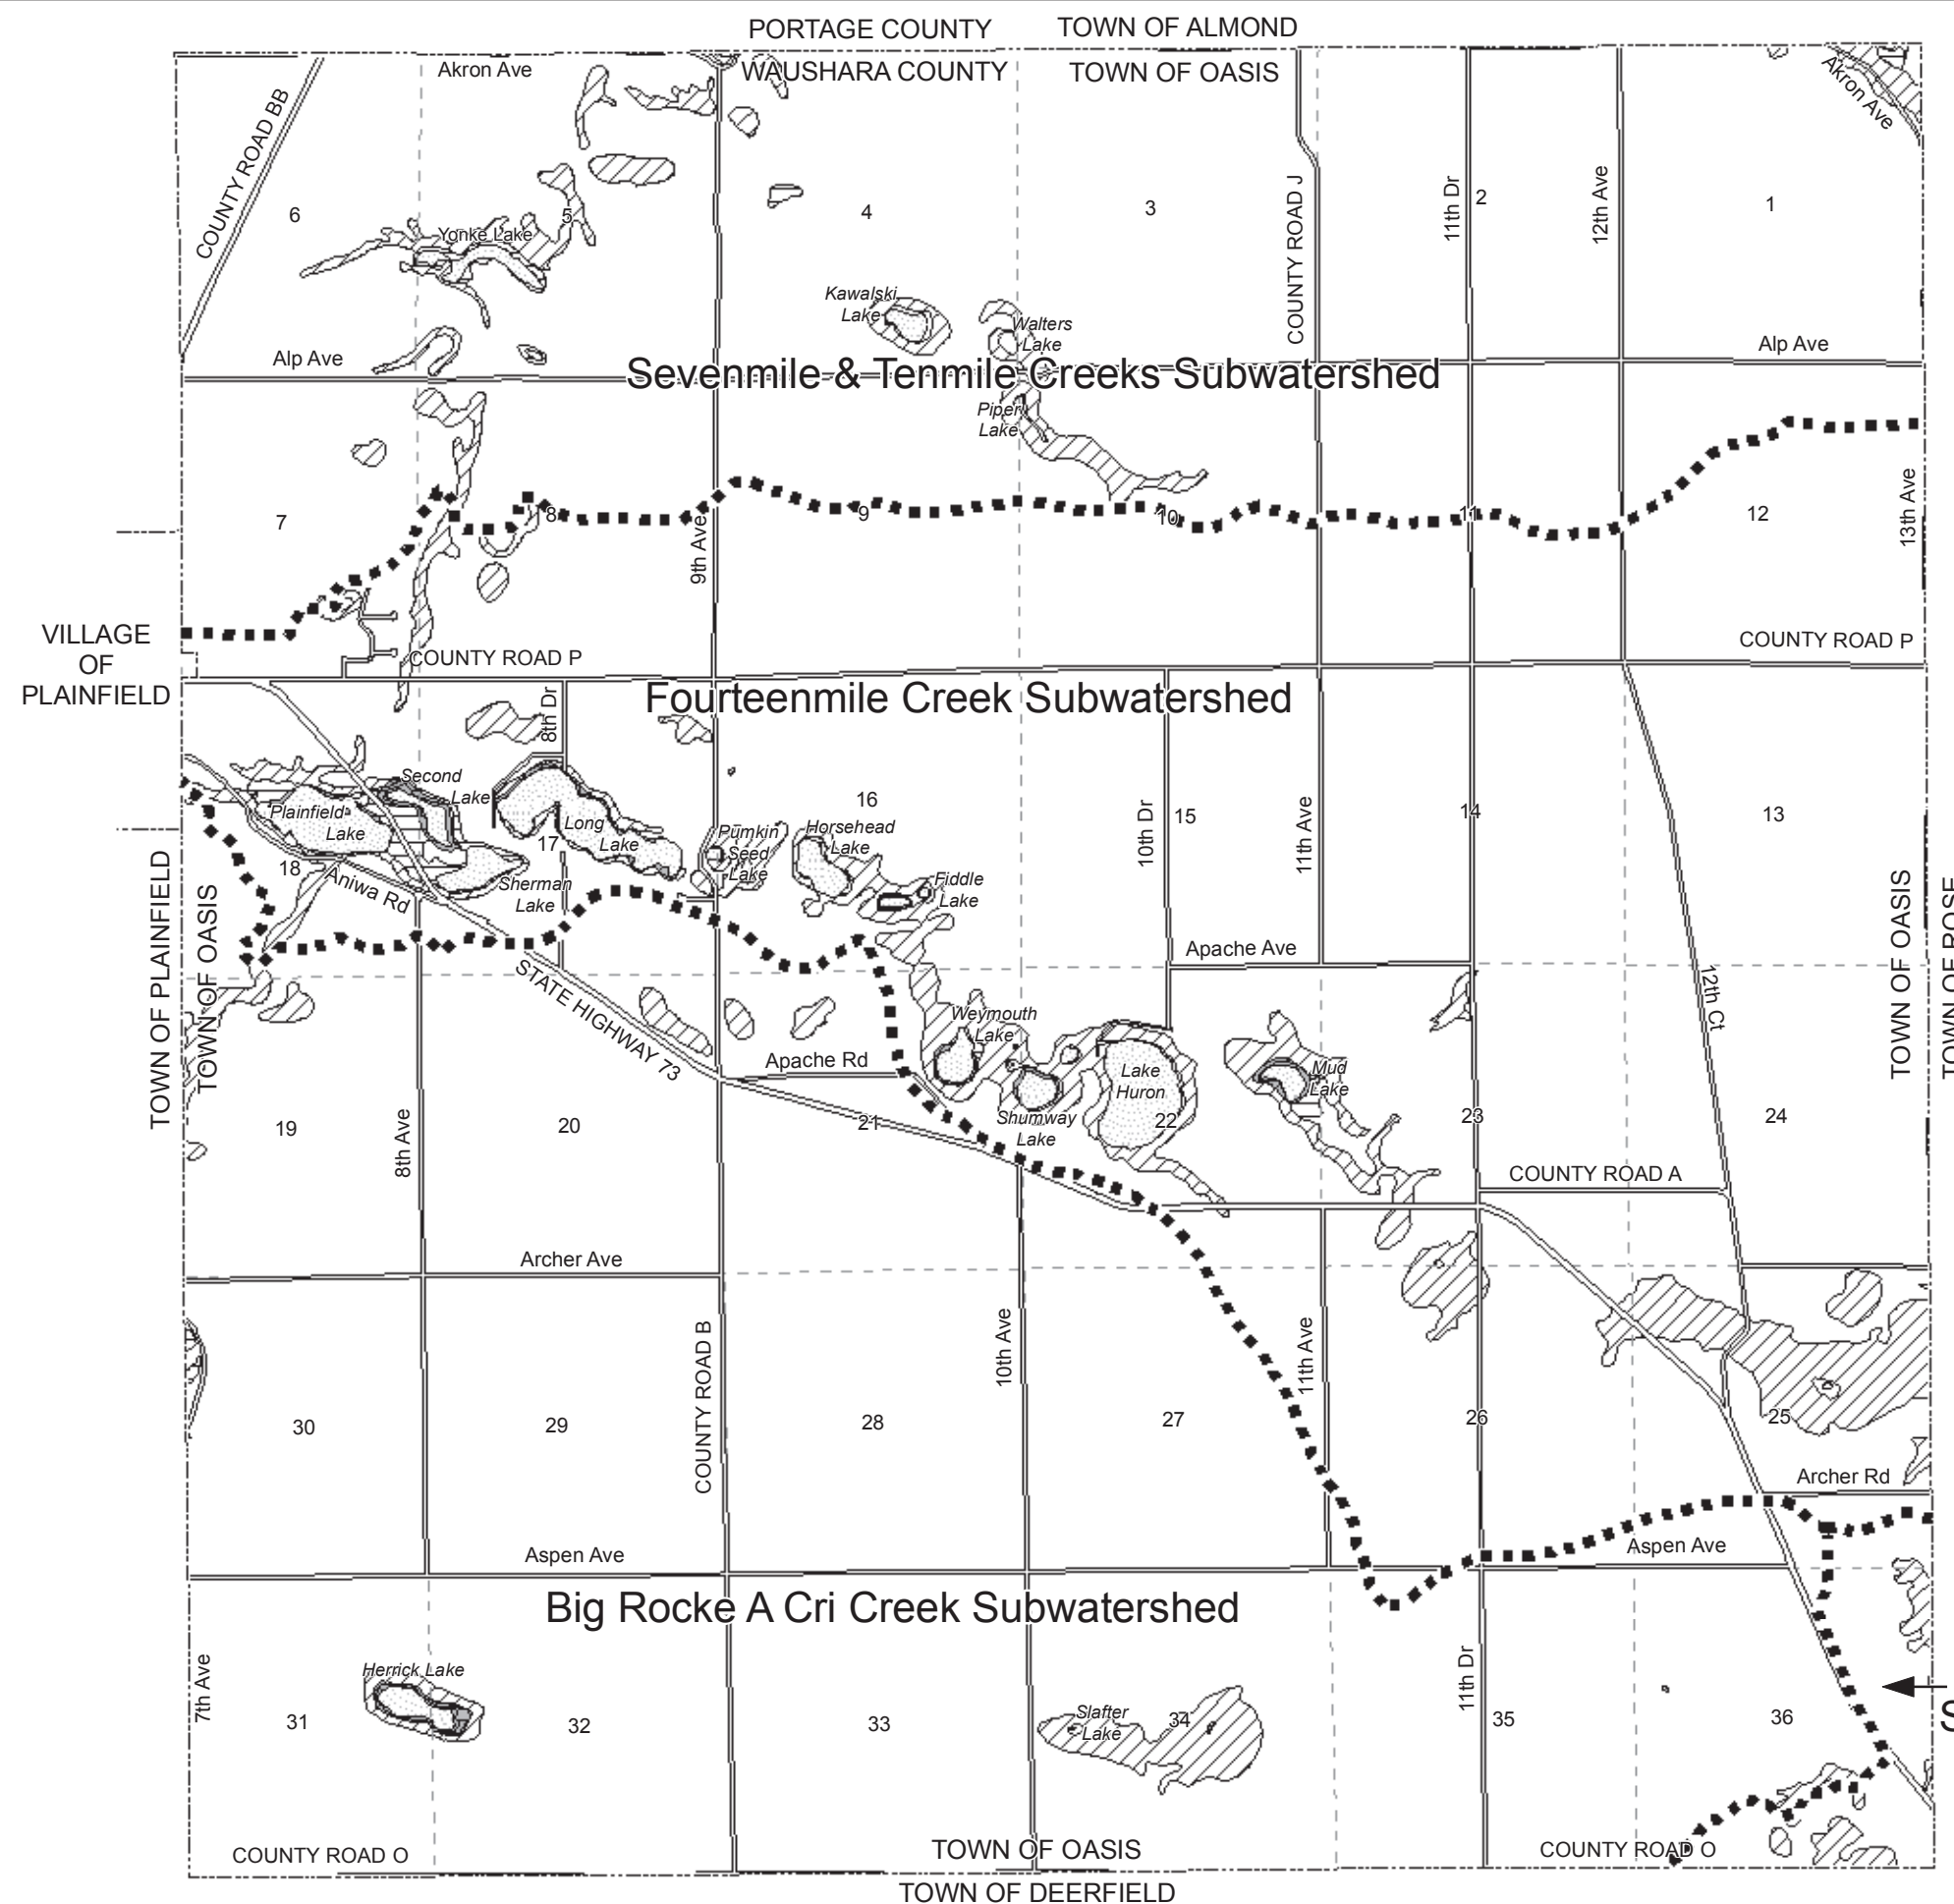 PORTAGE COUNTY
TOWN OF ALMOND
WAUSHARA COUNTY
TOWN OF OASIS
Akron Ave
Akron Ave
COUNTY ROAD BB
6
5
4
3
2
1
Yonke Lake
COUNTY ROAD J
11th Dr
12th Ave
Kawalski
Lake
Walters
Lake
Alp Ave
Alp Ave
Sevenmile & Tenmile Creeks Subwatershed
Piper
Lake
7
8
9
10
11
12
9th Ave
13th Ave
VILLAGE
OF
PLAINFIELD
COUNTY ROAD P
COUNTY ROAD P
Fourteenmile Creek Subwatershed
8th Dr
Second
Lake
Plainfield
Lake
Long
Lake
17
18
Aniwa Rd
Sherman
Lake
Pumkin
Seed
Lake
16
Horsehead
Lake
Fiddle
Lake
10th Dr
15
11th Ave
14
13
TOWN OF PLAINFIELD
TOWN OF OASIS
Apache Ave
TOWN OF OASIS
TOWN OF ROSE
STATE HIGHWAY 73
12th Ct
Weymouth
Lake
Apache Rd
Lake
Huron
Mud
Lake
Shumway
Lake
19
8th Ave
20
21
22
23
24
COUNTY ROAD A
Archer Ave
COUNTY ROAD B
10th Ave
11th Ave
30
29
28
27
26
25
Archer Rd
Aspen Ave
Aspen Ave
Big Rocke A Cri Creek Subwatershed
7th Ave
Herrick Lake
11th Dr
Slafter
Lake
31
32
33
34
35
36
S
COUNTY ROAD O
TOWN OF OASIS
COUNTY ROAD O
TOWN OF DEERFIELD